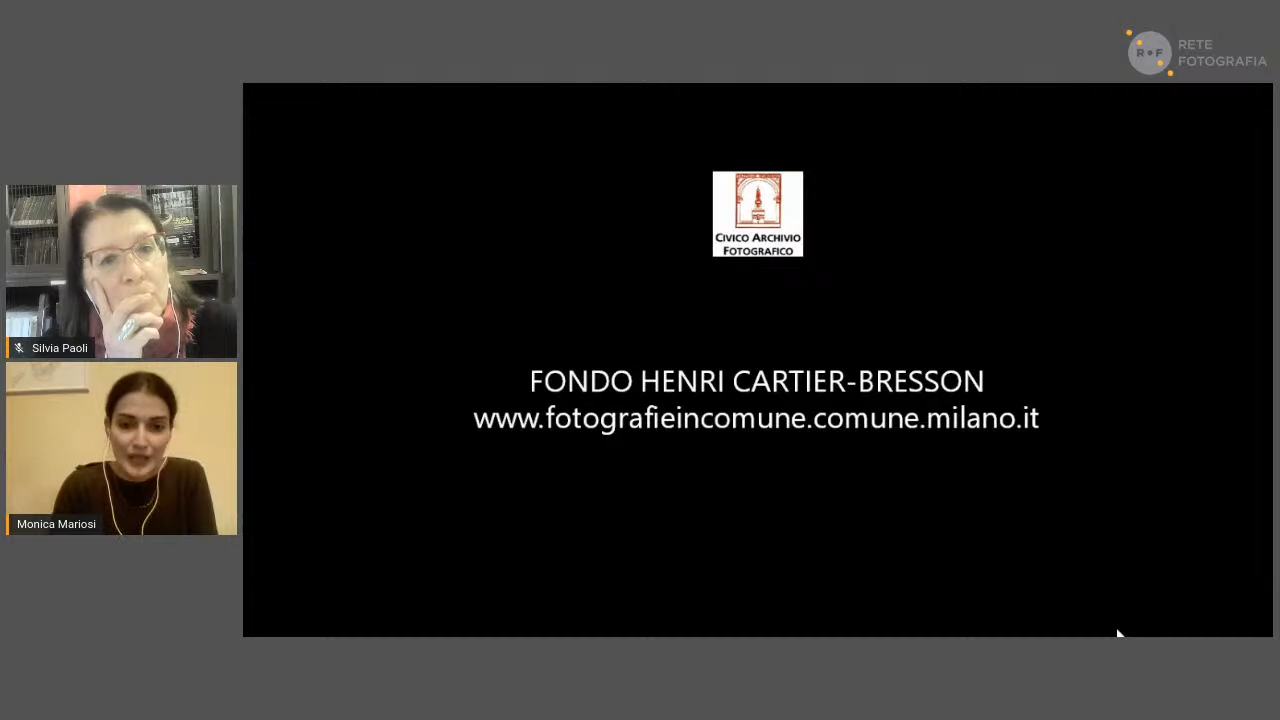 RETE
FOTOGRAFIA
R F
CIVICO ARCHIVIO
FOTOGRAFICO
FONDO HENRI CARTIER-BRESSON
www.fotografieincomune.comune.milano.it
Silvia Paoli
Monica Mariosi